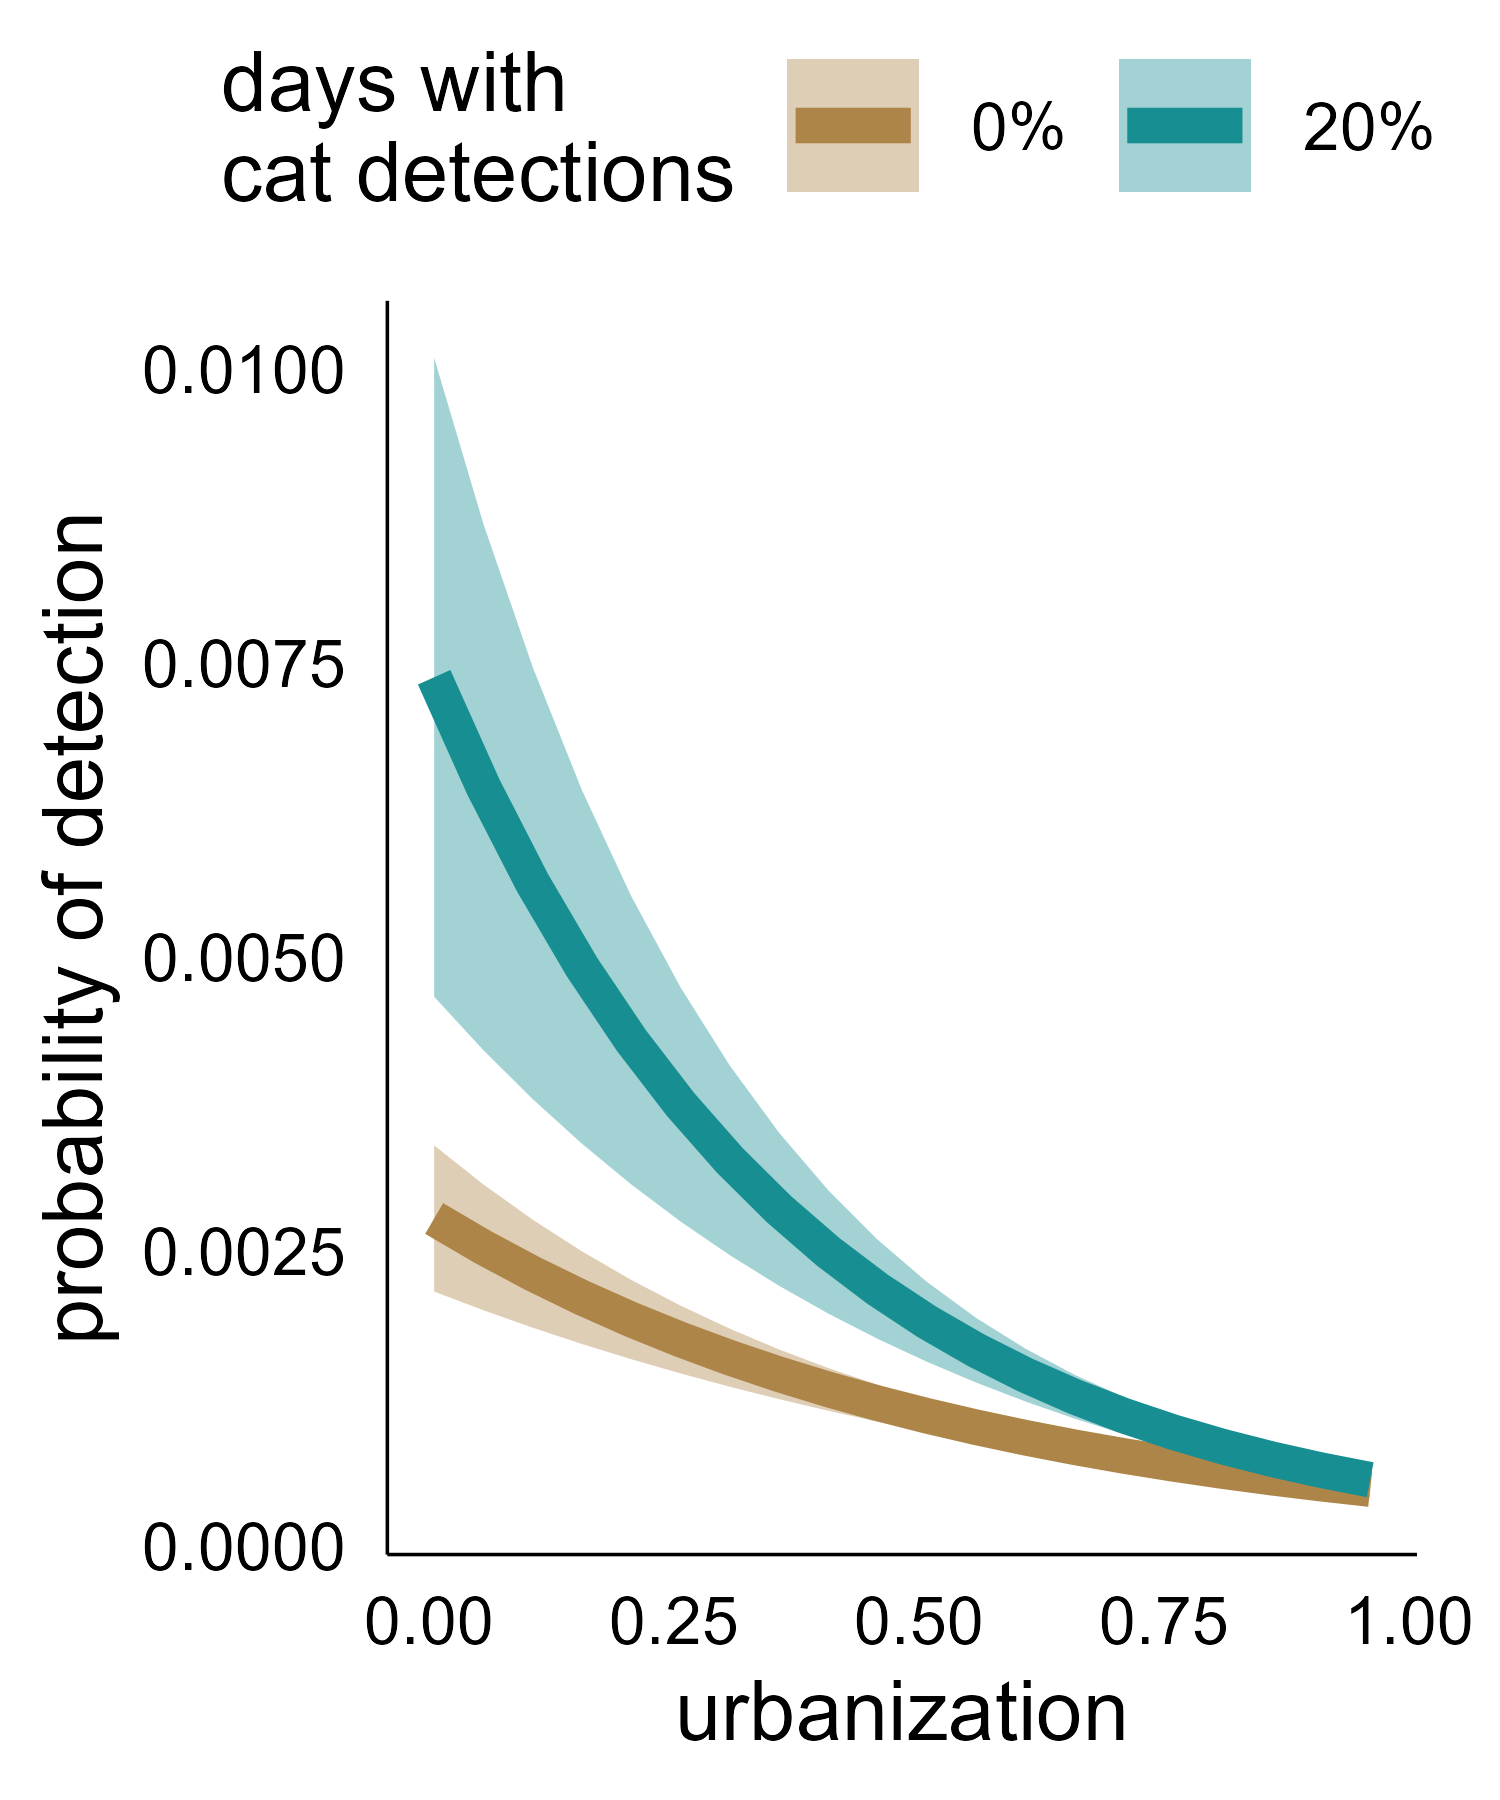 days with
cat detections
0%
20%
probability of detection
0.0100
0.0075
0.0050
0.0025
0.0000
0.00 0.25 0.50 0.75 1.00
urbanization